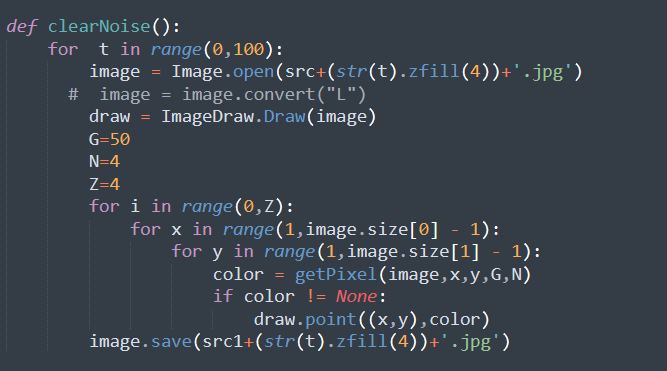 def clearNoise():
    for  t in range(0,100):
        image = Image.open(src+(str(t).zfill(4))+'.jpg')
      #  image = image.convert("L")
        draw = ImageDraw.Draw(image)
        G=50
        N=4
        Z=4
        for i in range(0,Z):
            for x in range(1,image.size[0] - 1):
                for y in range(1,image.size[1] - 1):
                    color = getPixel(image,x,y,G,N)
                    if color != None:
                        draw.point((x,y),color)
        image.save(src1+(str(t).zfill(4))+'.jpg')